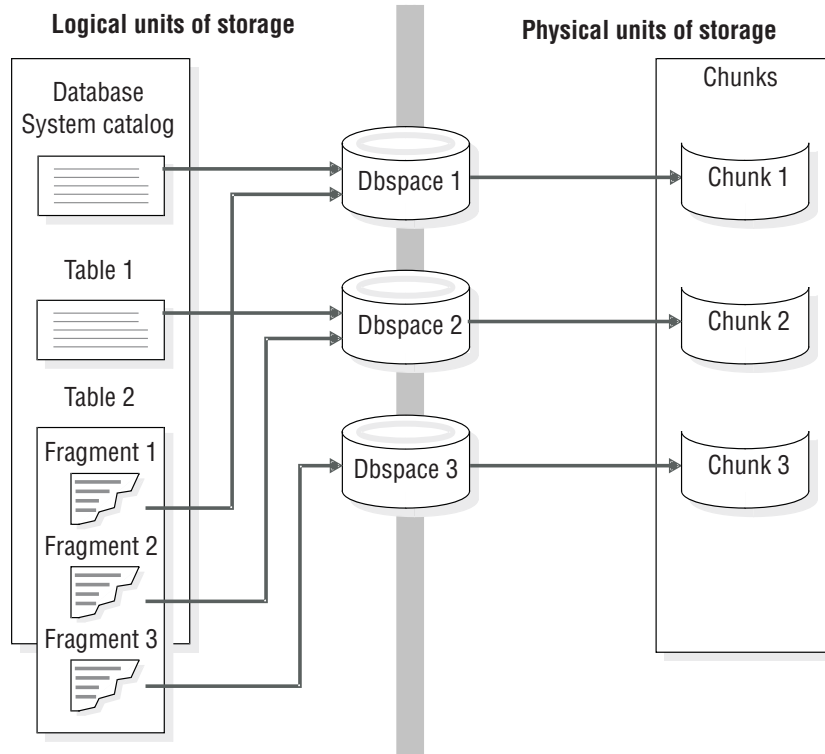 Logical units of storage
Physical units of storage
Database
System catalog
Table 1
Table 2
Fragment 1
Fragment 2
Fragment 3
Dbspace 1
Dbspace 2
Dbspace 3
Chunks
Chunk 1
Chunk 2
Chunk 3